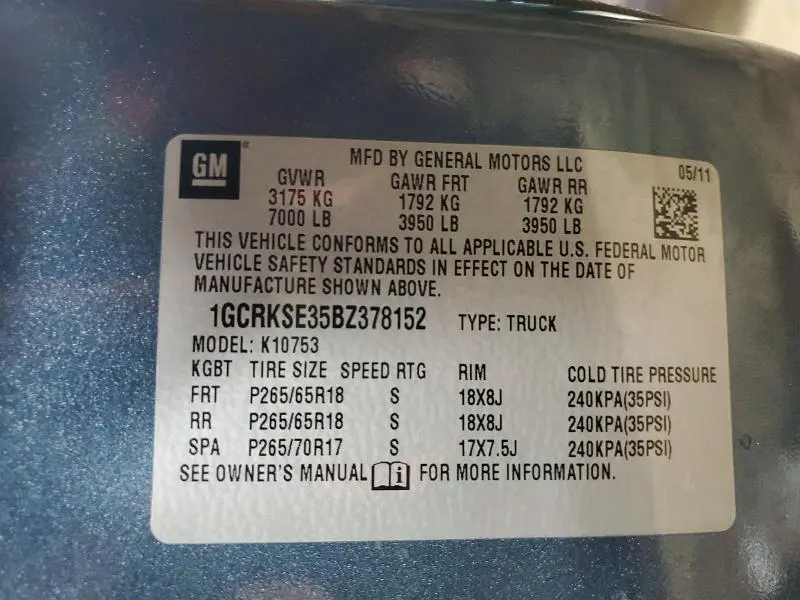 GM
MFD BY GENERAL MOTORS LLC 05/11
GVWR GAWR FRT GAWR RR
3175 KG 1792 KG 1792 KG
7000 LB 3950 LB 3950 LB
THIS VEHICLE CONFORMS TO ALL APPLICABLE U.S. FEDERAL MOTOR
VEHICLE SAFETY STANDARDS IN EFFECT ON THE DATE OF
MANUFACTURE SHOWN ABOVE.
1GCRKSE35BZ378152 TYPE: TRUCK
MODEL: K10753
KGBT TIRE SIZE SPEED RTG RIM COLD TIRE PRESSURE
FRT P265/65R18 S 18X8J 240KPA(35PSI)
RR P265/65R18 S 18X8J 240KPA(35PSI)
SPA P265/70R17 S 17X7.5J 240KPA(35PSI)
SEE OWNER'S MANUAL i FOR MORE INFORMATION.